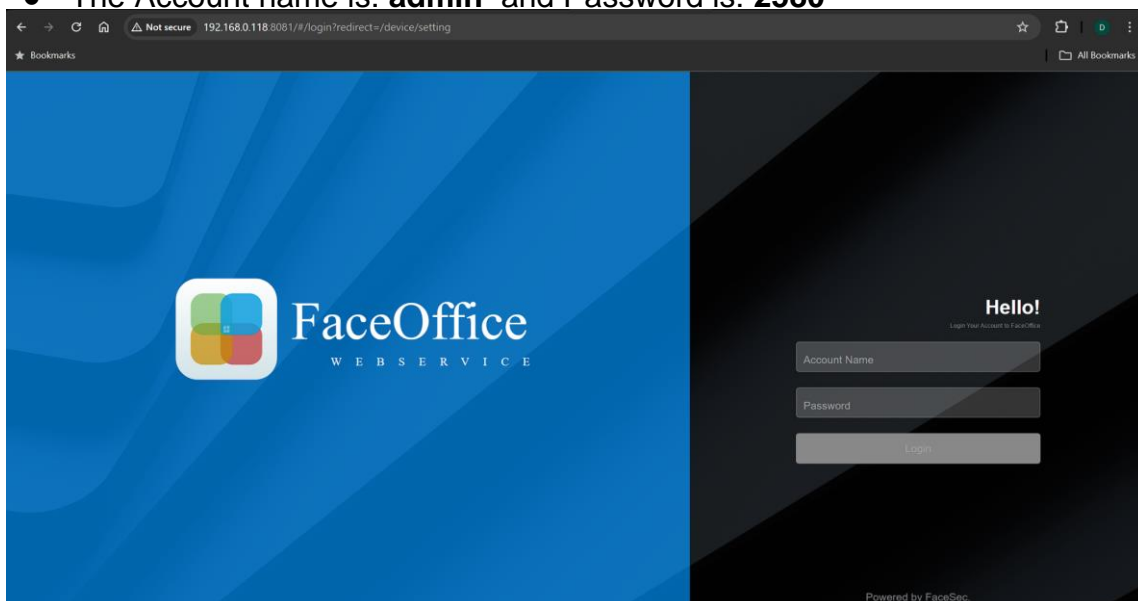 ● The Account name is: admin and Password is: 2580
Not secure 192.168.0.118:8081/#/login?redirect=/device/setting D
Bookmarks All Bookmarks
FaceOffice
WEBSERVICE
Hello!
Login Your Account to FaceOffice
Account Name
Password
Login
Powered by FaceSec.